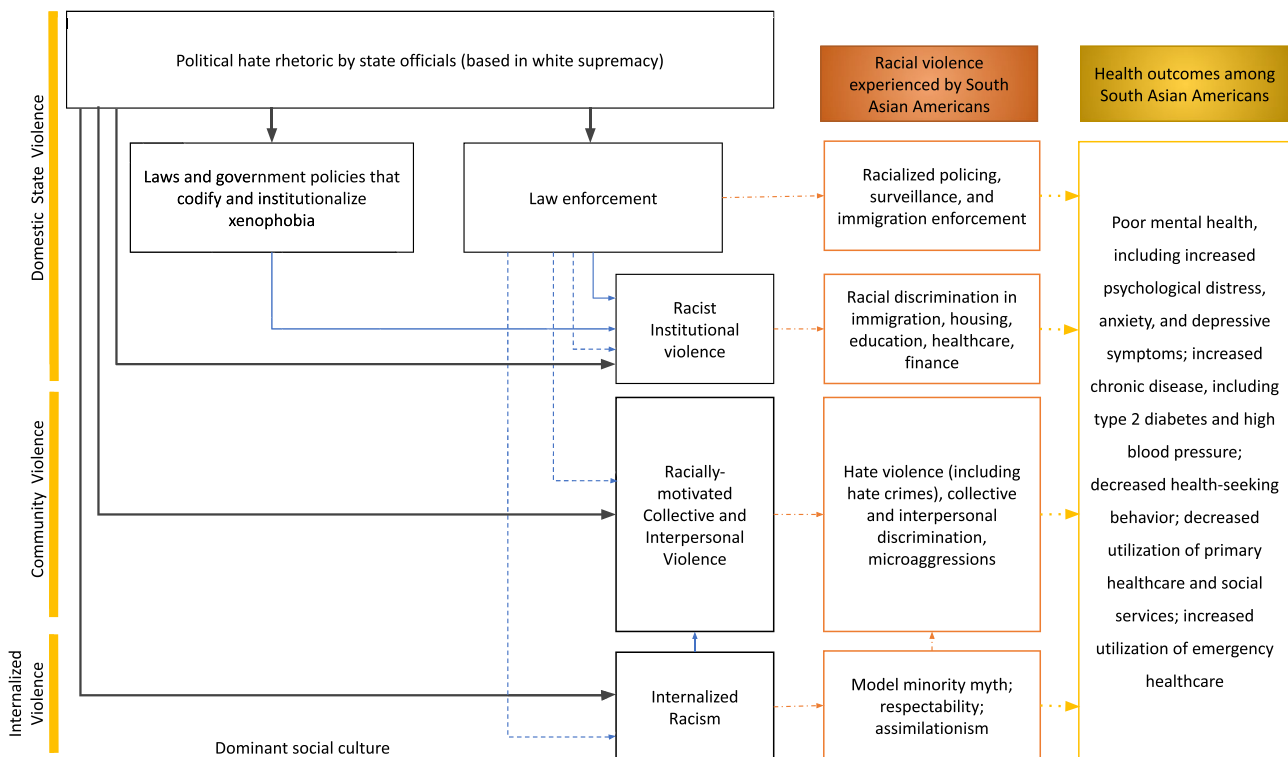 Political hate rhetoric by state officials (based in white supremacy)
Racial violence
experienced by South
Asian Americans
Health outcomes among
South Asian Americans
Domestic State Violence
Laws and government policies that
codify and institutionalize
xenophobia
Law enforcement
Racialized policing,
surveillance, and
immigration enforcement
Racist
Institutional
violence
Racial discrimination in
immigration, housing,
education, healthcare,
finance
Community Violence
Racially-
motivated
Collective and
Interpersonal
Violence
Hate violence (including
hate crimes), collective
and interpersonal
discrimination,
microaggressions
Internalized
Violence
Internalized
Racism
Model minority myth;
respectability;
assimilationism
Poor mental health,
including increased
psychological distress,
anxiety, and depressive
symptoms; increased
chronic disease, including
type 2 diabetes and high
blood pressure;
decreased health-seeking
behavior; decreased
utilization of primary
healthcare and social
services; increased
utilization of emergency
healthcare
Dominant social culture